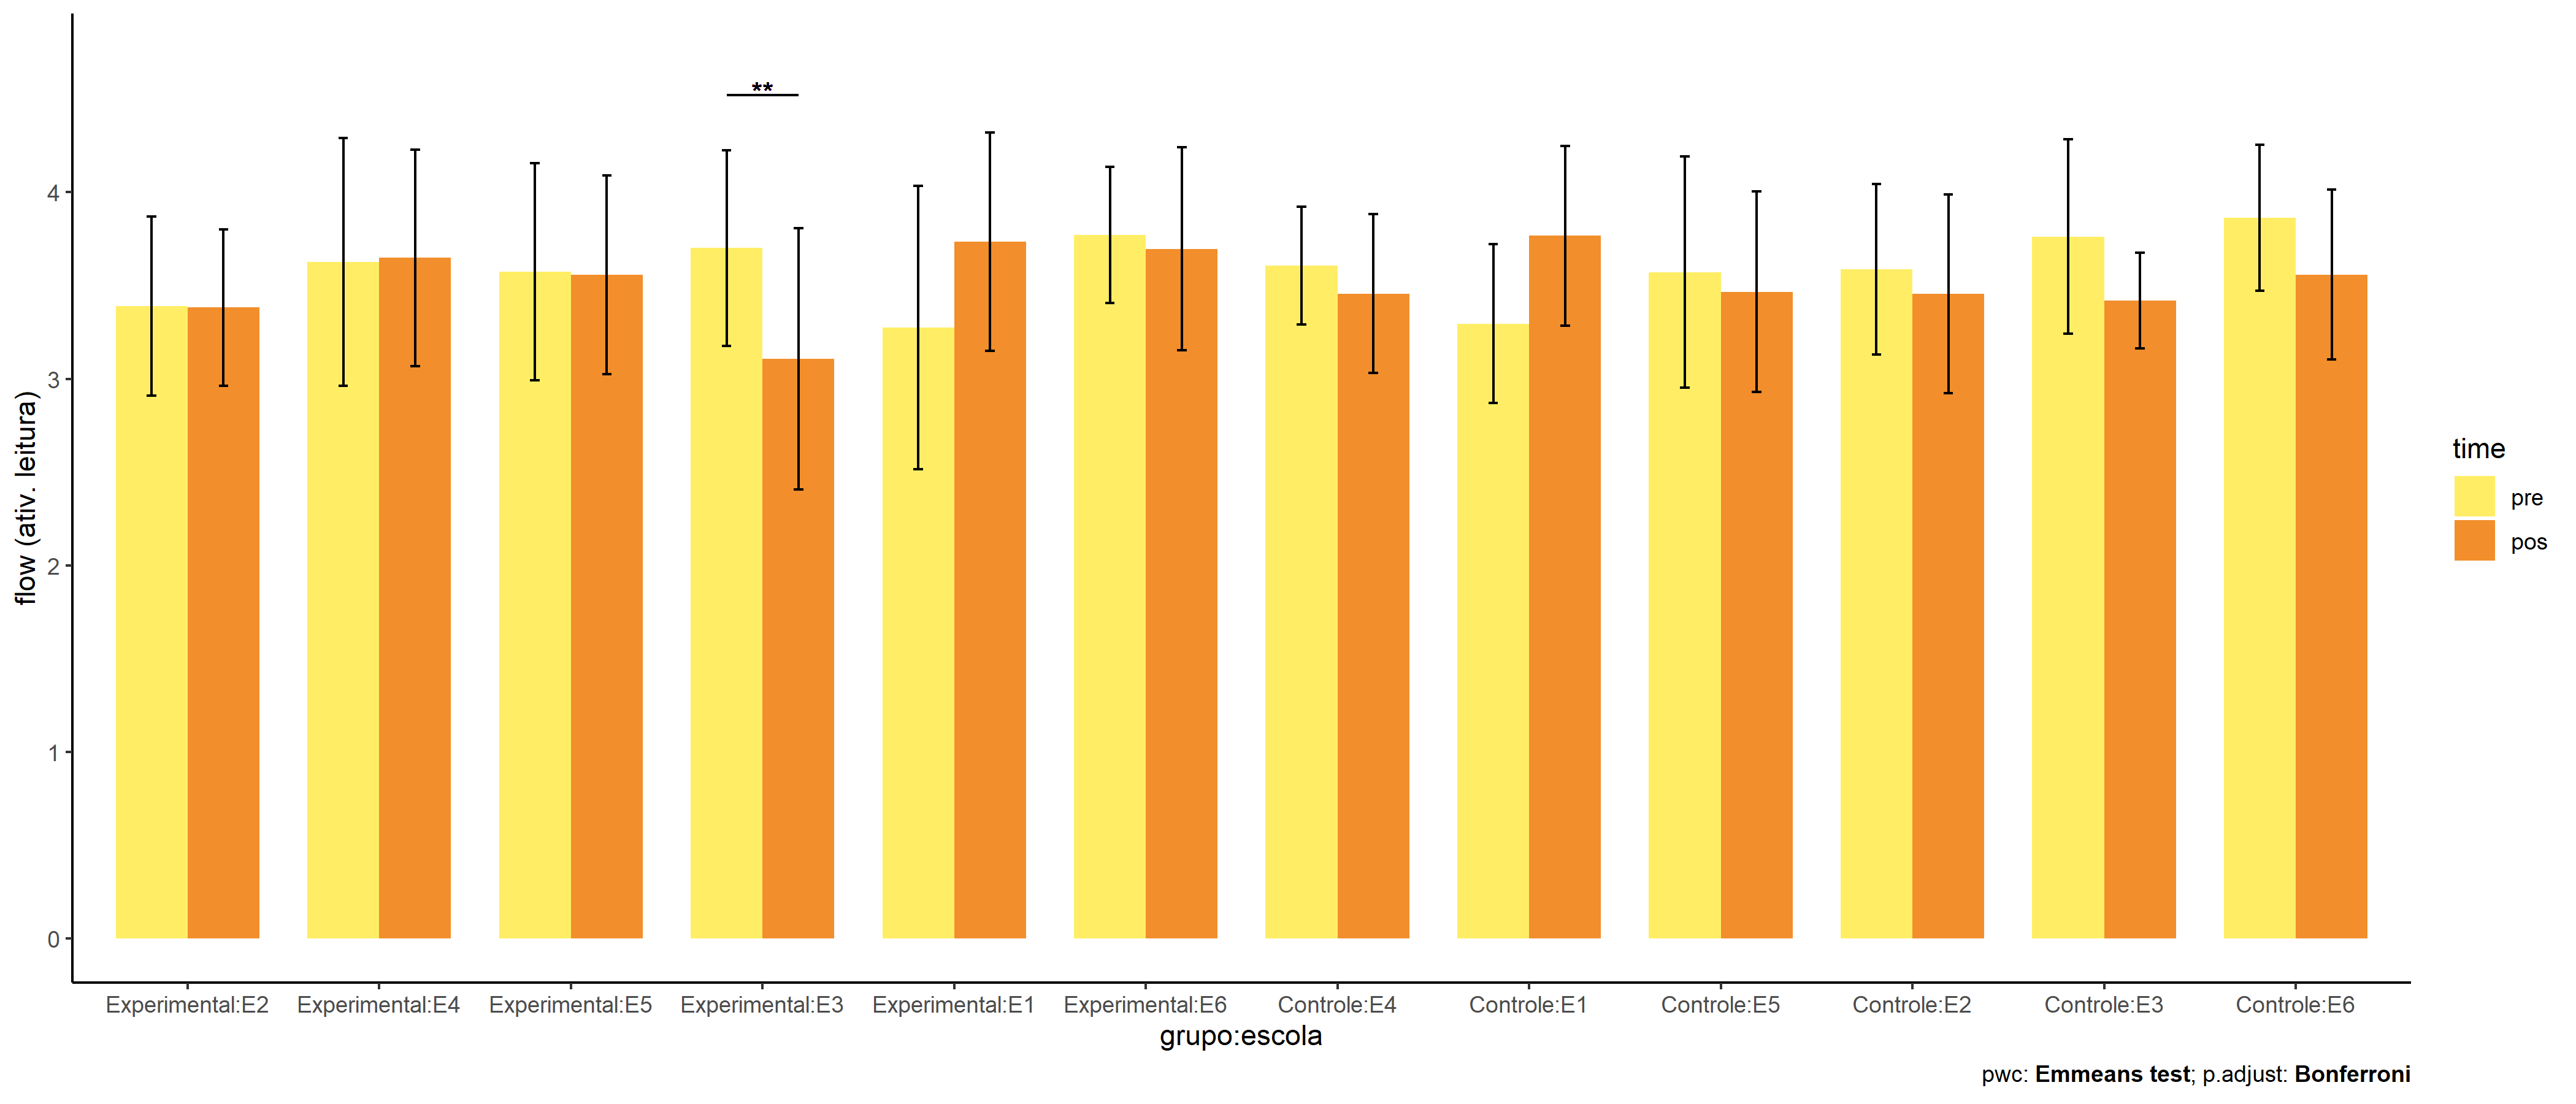 **
flow (ativ. leitura)
4
3
2
1
0
Experimental:E2 Experimental:E4 Experimental:E5 Experimental:E3 Experimental:E1 Experimental:E6 Controle:E4 Controle:E1 Controle:E5 Controle:E2 Controle:E3 Controle:E6
grupo:escola
time
pre
pos
pwc: Emmeans test; p.adjust: Bonferroni